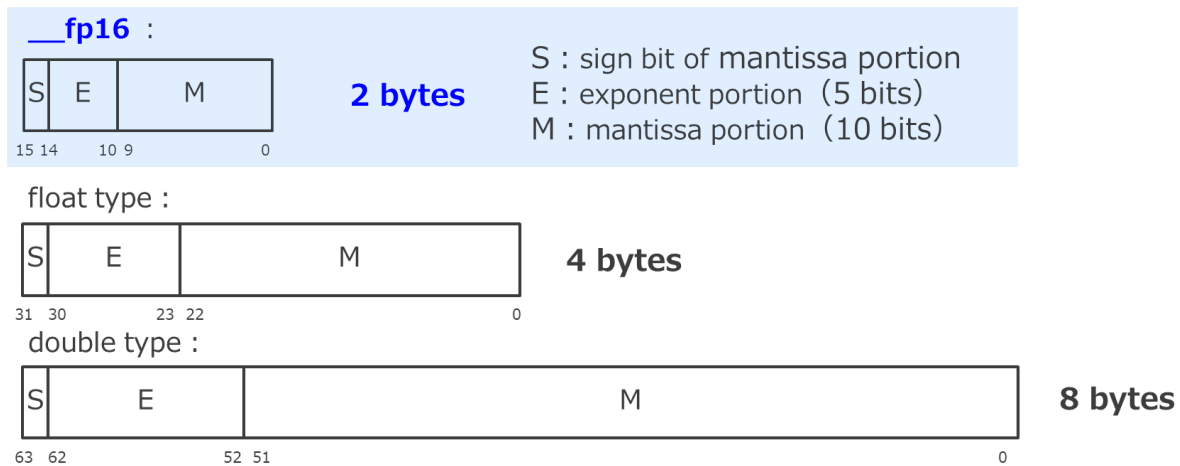 __fp16 :
S E M
2 bytes
15 14 10 9 0
S : sign bit of mantissa portion
E : exponent portion（5 bits）
M : mantissa portion（10 bits）
float type :
S E M
4 bytes
31 30 23 22 0
double type :
S E M
8 bytes
63 62 52 51 0